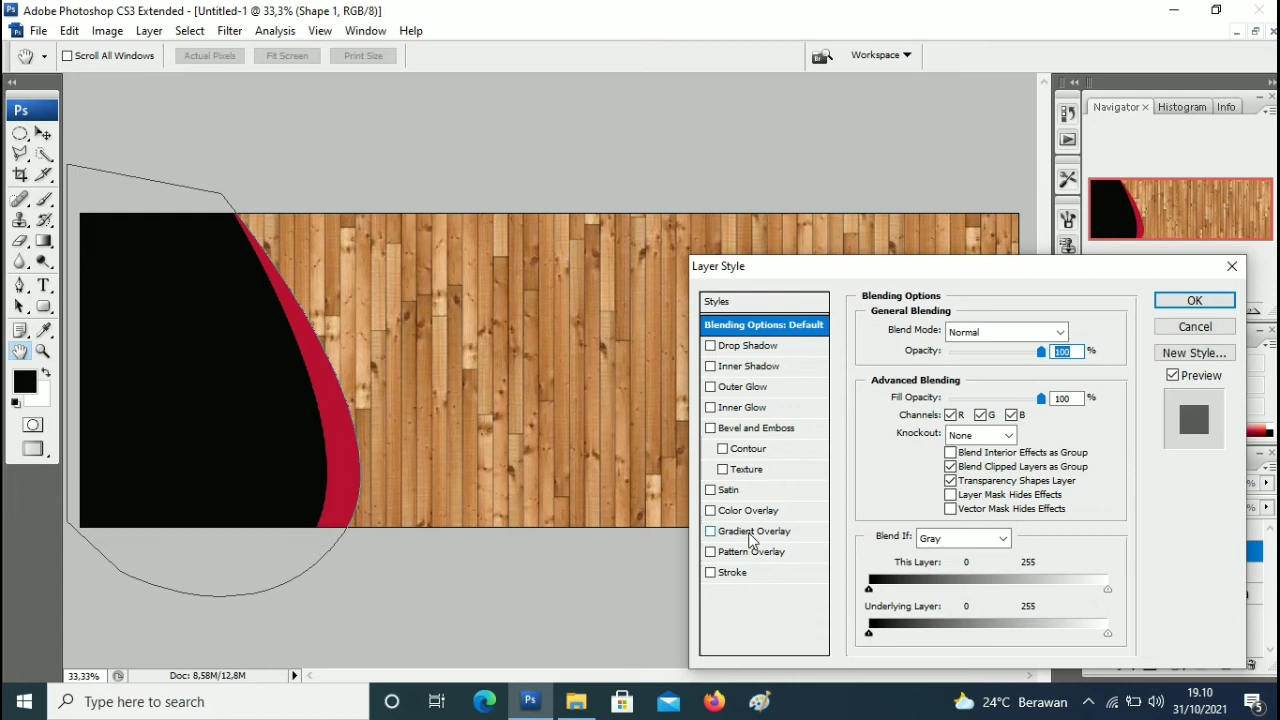 Adobe Photoshop CS3 Extended - [Untitled-1 @ 33,3% (Shape 1, RGB/8)]
File Edit Image Layer Select Filter Analysis View Window Help
Scroll All Windows Actual Pixels Fit Screen Print Size Workspace
Ps
Navigator Histogram Info
Layer Style
Styles
Blending Options: Default
Drop Shadow
Inner Shadow
Outer Glow
Inner Glow
Bevel and Emboss
Contour
Texture
Satin
Color Overlay
Gradient Overlay
Pattern Overlay
Stroke
Blending Options
General Blending
Blend Mode: Normal
Opacity: 100 %
Advanced Blending
Fill Opacity: 100 %
Channels: R G B
Knockout: None
Blend Interior Effects as Group
Blend Clipped Layers as Group
Transparency Shapes Layer
Layer Mask Hides Effects
Vector Mask Hides Effects
Blend If: Gray
This Layer: 0 255
Underlying Layer: 0 255
OK
Cancel
New Style...
Preview
%
%
33,33% Doc: 8,58M/12,8M
Type here to search
Ps
24°C Berawan
19.10
31/10/2021
5